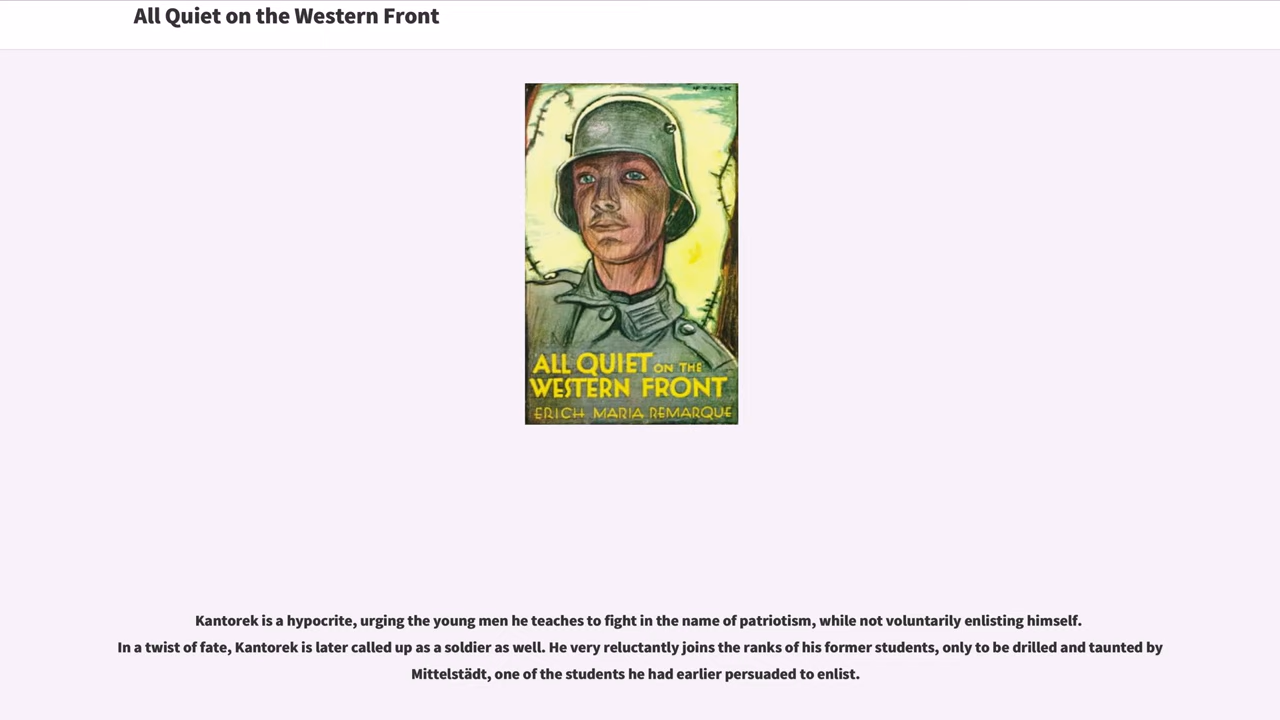 All Quiet on the Western Front
WENCK
ALL QUIET ON THE
WESTERN FRONT
ERICH MARIA REMARQUE
Kantorek is a hypocrite, urging the young men he teaches to fight in the name of patriotism, while not voluntarily enlisting himself.
In a twist of fate, Kantorek is later called up as a soldier as well. He very reluctantly joins the ranks of his former students, only to be drilled and taunted by
Mittelstädt, one of the students he had earlier persuaded to enlist.